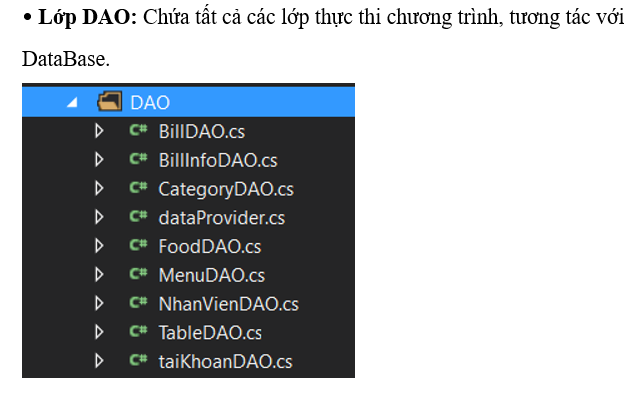 • Lớp DAO: Chứa tất cả các lớp thực thi chương trình, tương tác với
DataBase.
DAO
C# BillDAO.cs
C# BillInfoDAO.cs
C# CategoryDAO.cs
C# dataProvider.cs
C# FoodDAO.cs
C# MenuDAO.cs
C# NhanVienDAO.cs
C# TableDAO.cs
C# taiKhoanDAO.cs